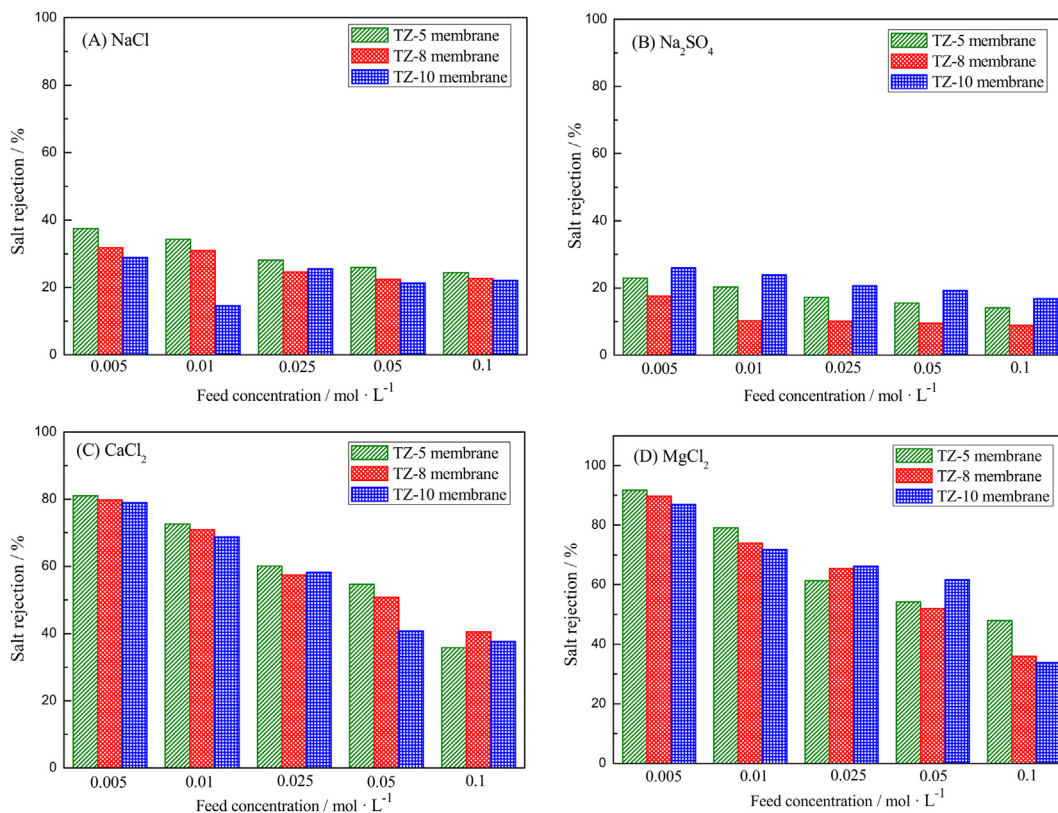 (A) NaCl
TZ-5 membrane
TZ-8 membrane
TZ-10 membrane
Salt rejection / %
100
80
60
40
20
0
0.005 0.01 0.025 0.05 0.1
Feed concentration / mol · L⁻¹
(B) Na₂SO₄
TZ-5 membrane
TZ-8 membrane
TZ-10 membrane
Salt rejection / %
100
80
60
40
20
0
0.005 0.01 0.025 0.05 0.1
Feed concentration / mol · L⁻¹
(C) CaCl₂
TZ-5 membrane
TZ-8 membrane
TZ-10 membrane
Salt rejection / %
100
80
60
40
20
0
0.005 0.01 0.025 0.05 0.1
Feed concentration / mol · L⁻¹
(D) MgCl₂
TZ-5 membrane
TZ-8 membrane
TZ-10 membrane
Salt rejection / %
100
80
60
40
20
0
0.005 0.01 0.025 0.05 0.1
Feed concentration / mol · L⁻¹